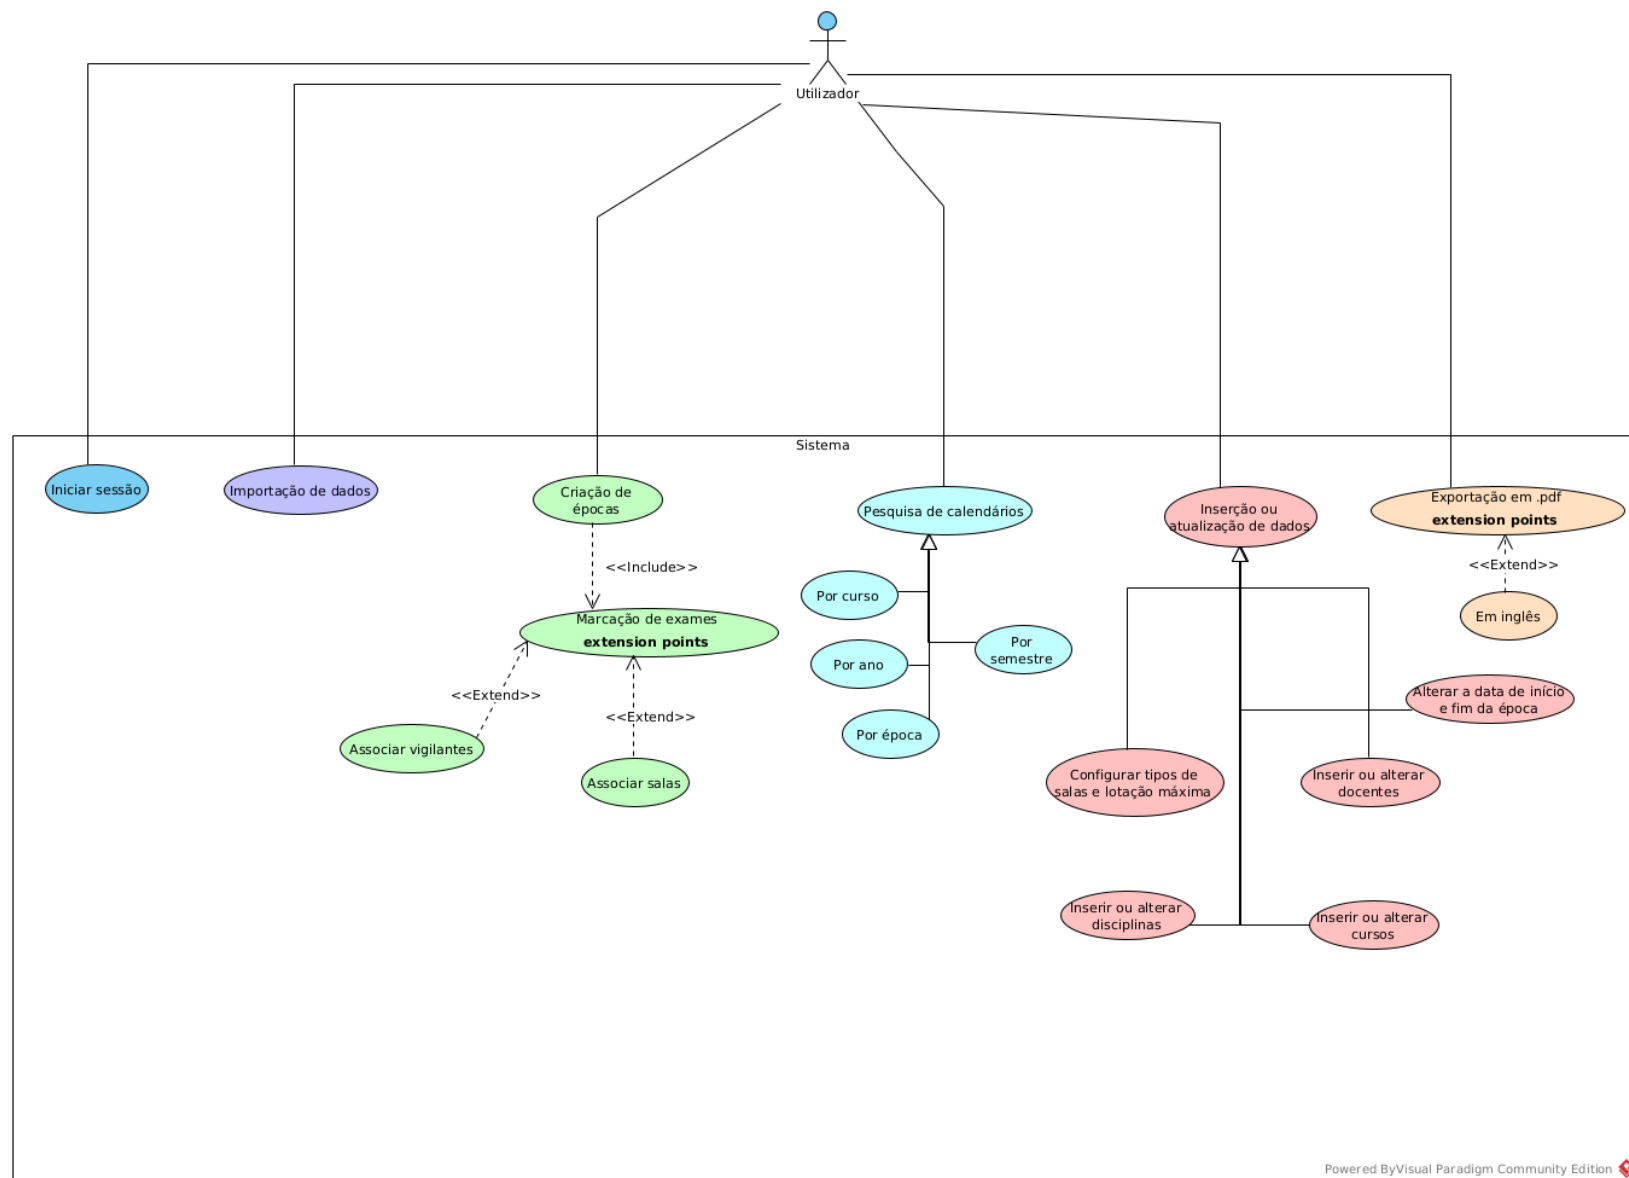 Utilizador
Sistema
Iniciar sessão
Importação de dados
Criação de
épocas
<<Include>>
Marcação de exames
extension points
<<Extend>>
<<Extend>>
Associar vigilantes
Associar salas
Pesquisa de calendários
Por curso
Por
semestre
Por ano
Por época
Inserção ou
atualização de dados
Alterar a data de início
e fim da época
Configurar tipos de
salas e lotação máxima
Inserir ou alterar
docentes
Inserir ou alterar
disciplinas
Inserir ou alterar
cursos
Exportação em .pdf
extension points
<<Extend>>
Em inglês
Powered ByVisual Paradigm Community Edition